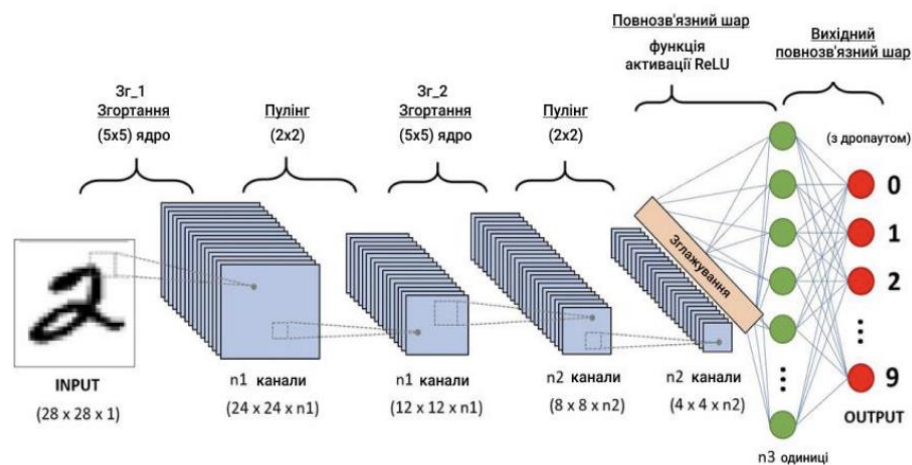 Повнозв'язний шар
функція
активації ReLU
Вихідний
повнозв'язний шар
Зг_1
Згортання
(5x5) ядро
Пулінг
(2x2)
Зг_2
Згортання
(5x5) ядро
Пулінг
(2x2)
(з дропаутом)
Зглажування
0
1
2
9
INPUT
(28 x 28 x 1)
n1 канали
(24 x 24 x n1)
n1 канали
(12 x 12 x n1)
n2 канали
(8 x 8 x n2)
n2 канали
(4 x 4 x n2)
OUTPUT
n3 одиниці